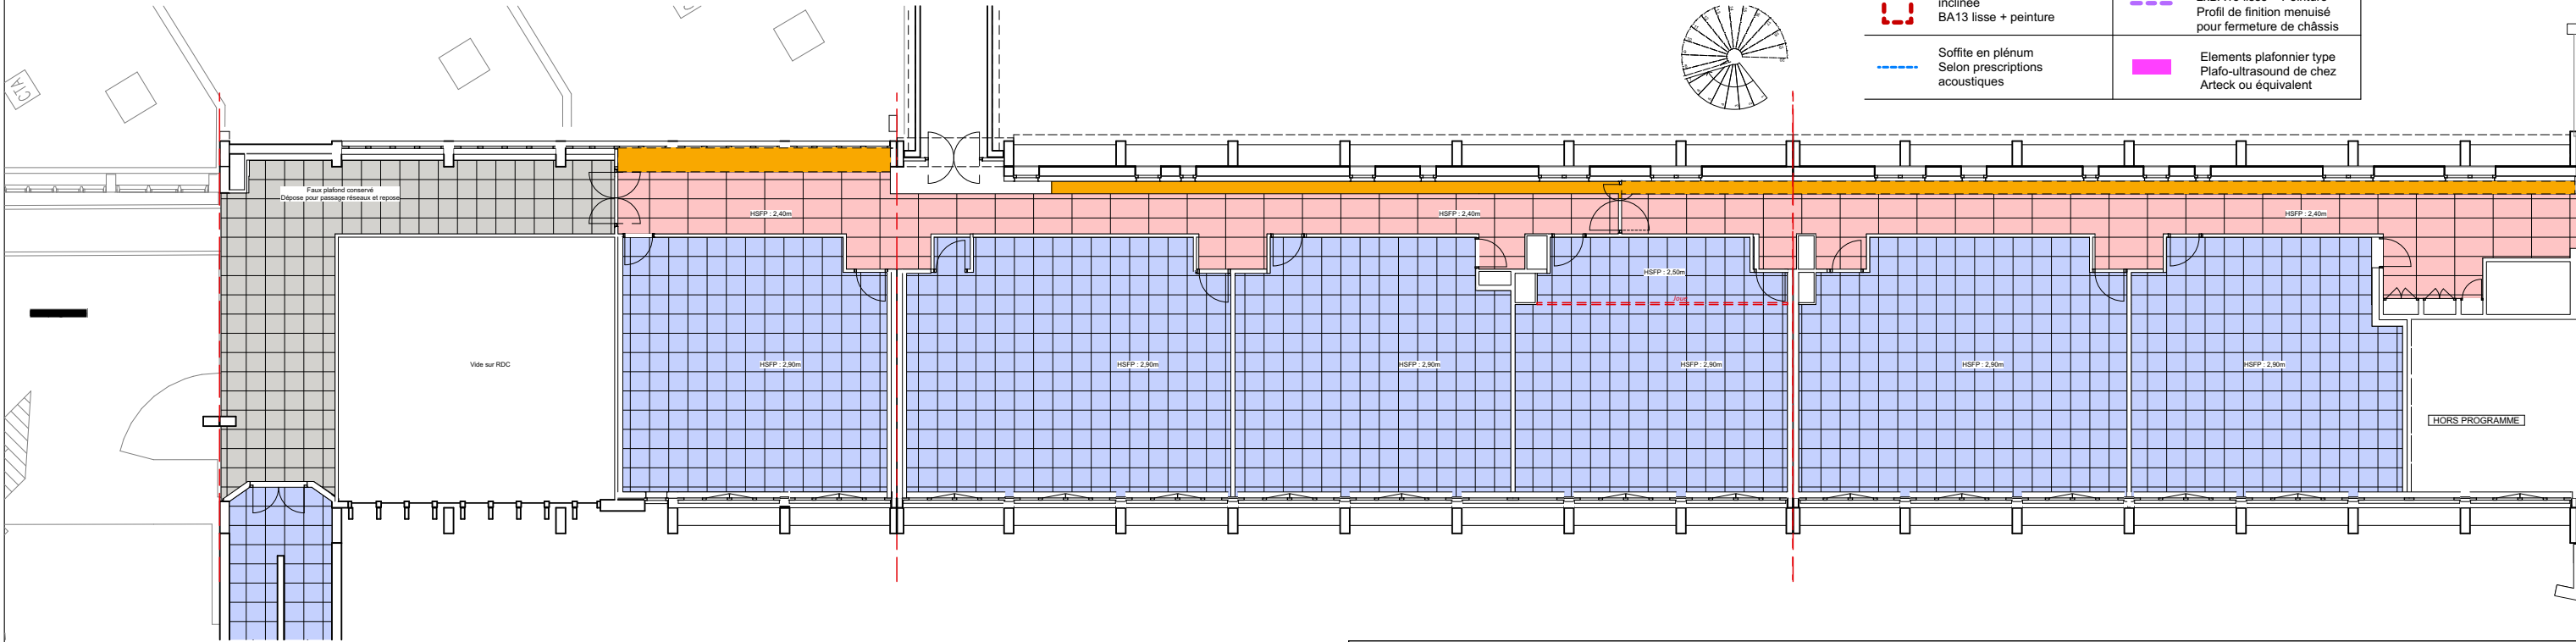 inclinée
BA13 lisse + peinture
Profil de finition menuisé
pour fermeture de châssis
Soffite en plénum
Selon prescriptions
acoustiques
Elements plafonnier type
Plafo-ultrasound de chez
Arteck ou équivalent
CTA
Faux plafond conservé
Dépose pour passage réseaux et repose
HSFP : 2,40m
HSFP : 2,40m
HSFP : 2,40m
HSFP : 2,50m
Joue
Vide sur RDC
HSFP : 2,90m
HSFP : 2,90m
HSFP : 2,90m
HSFP : 2,90m
HSFP : 2,90m
HSFP : 2,90m
HORS PROGRAMME